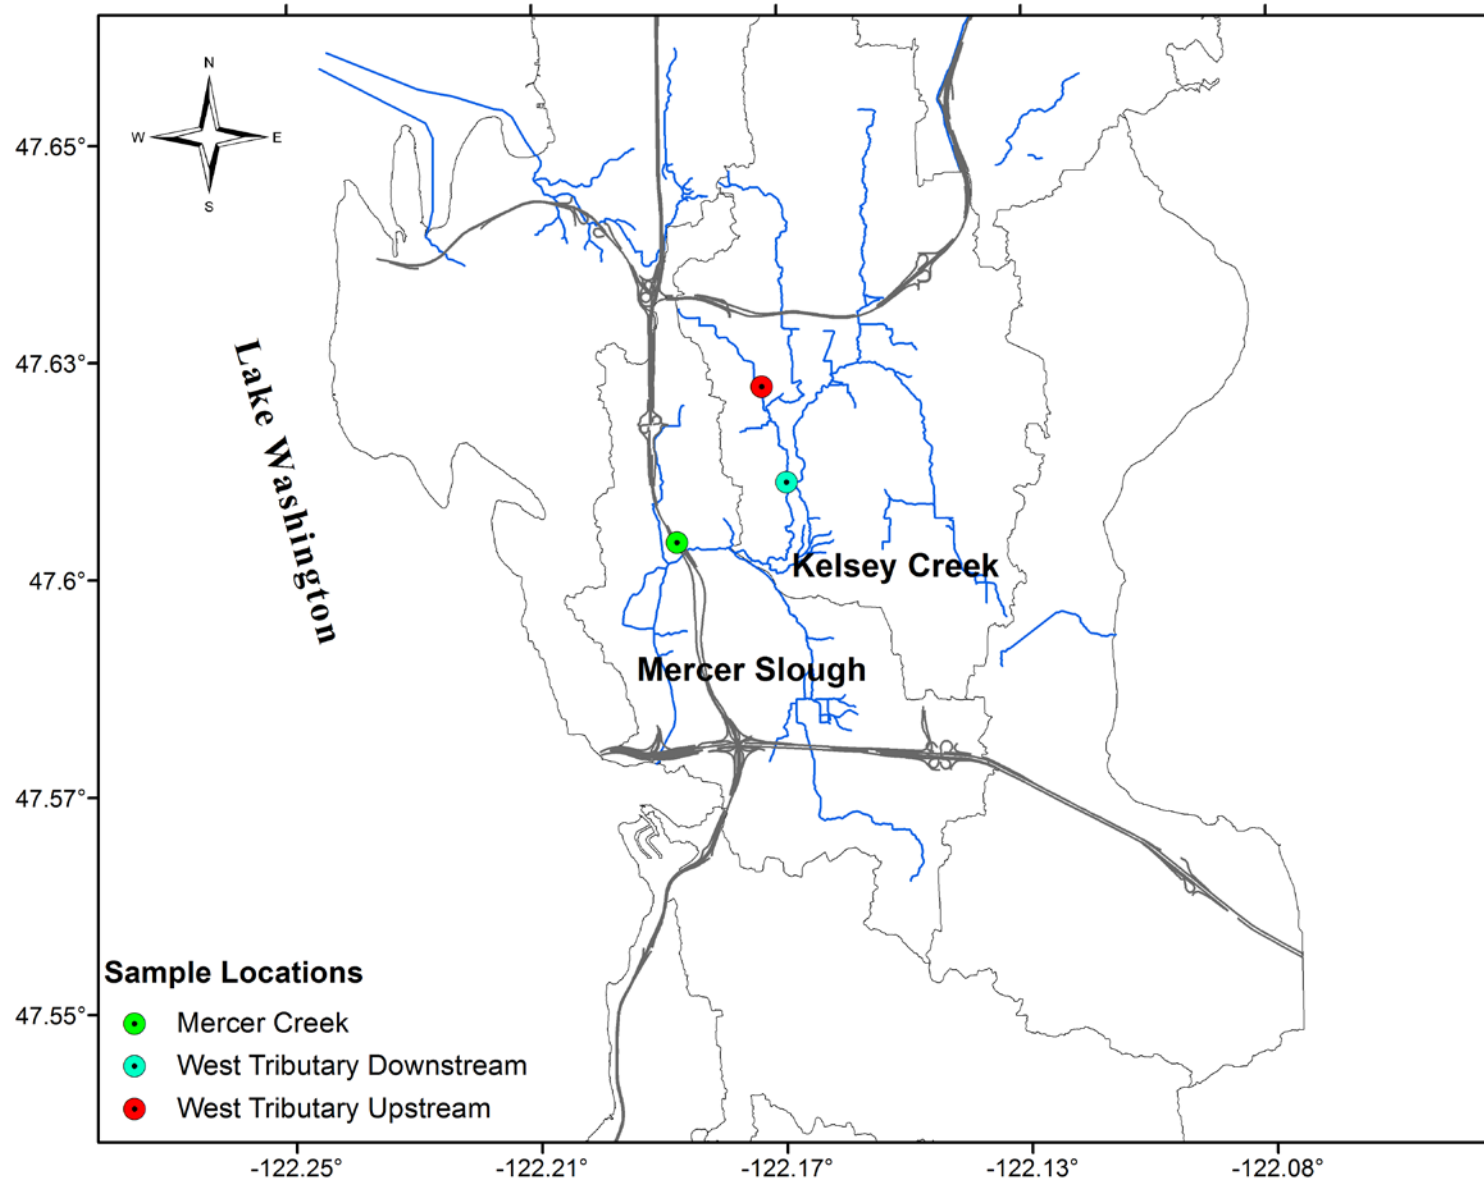 N
W E
S
47.65°
47.63°
47.6°
47.57°
47.55°
Lake Washington
Kelsey Creek
Mercer Slough
Sample Locations
Mercer Creek
West Tributary Downstream
West Tributary Upstream
-122.25° -122.21° -122.17° -122.13° -122.08°